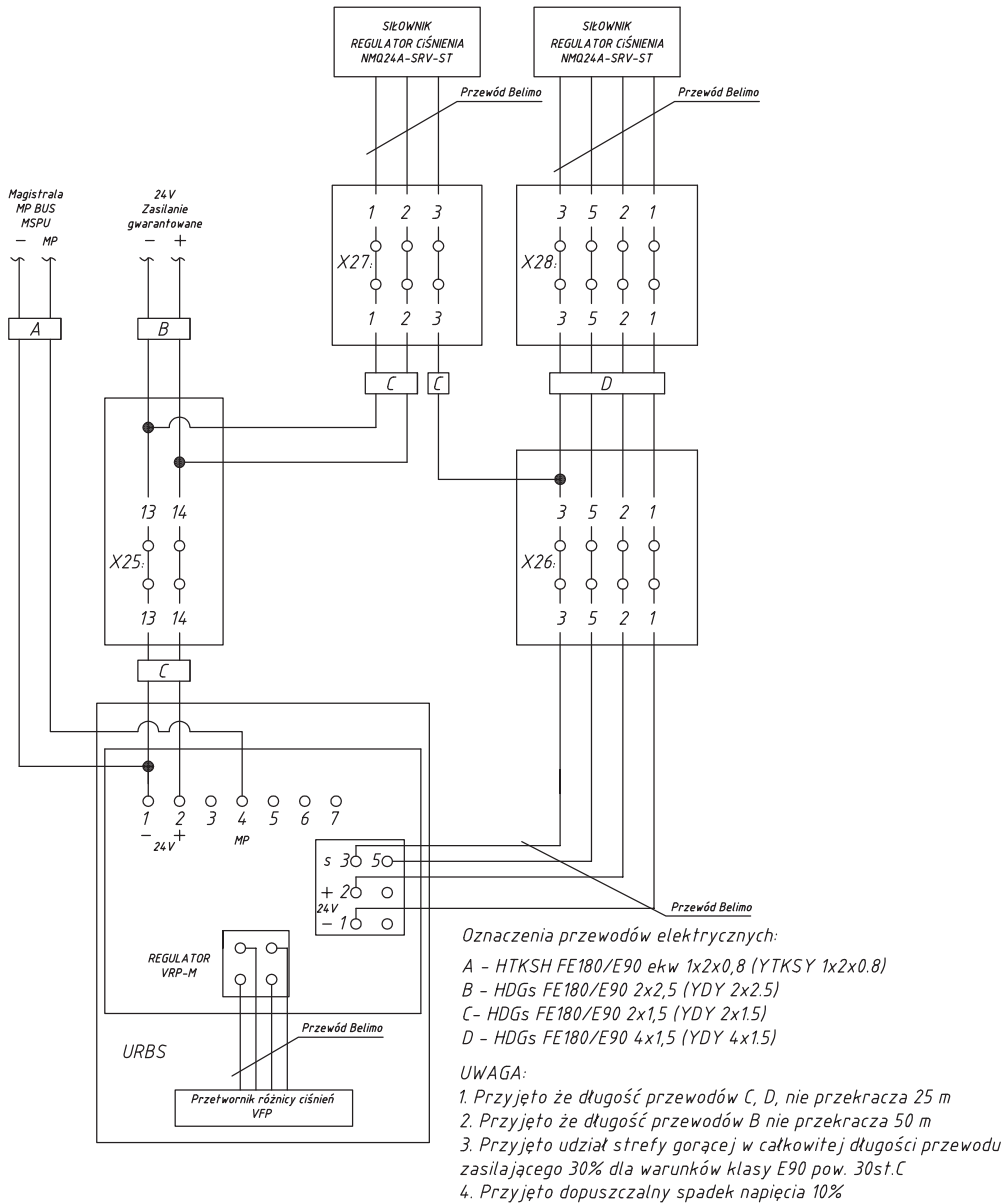 SIŁOWNIK
REGULATOR CiŚNIENIA
NMQ24A-SRV-ST
SIŁOWNIK
REGULATOR CiŚNIENIA
NMQ24A-SRV-ST
Przewód Belimo
Przewód Belimo
Magistrala
MP BUS
MSPU
– MP
24V
Zasilanie
gwarantowane
– +
1 2 3
X27:
1 2 3
3 5 2 1
X28:
3 5 2 1
A
B
C
C
D
13 14
X25:
13 14
3 5 2 1
X26:
3 5 2 1
C
1 2 3 4 5 6 7
– 24V +
MP
s 3 5
+ 2
24V
– 1
Przewód Belimo
REGULATOR
VRP-M
Przewód Belimo
URBS
Przetwornik różnicy ciśnień
VFP
Oznaczenia przewodów elektrycznych:
A – HTKSH FE180/E90 ekw 1x2x0,8 (YTKSY 1x2x0.8)
B – HDGs FE180/E90 2x2,5 (YDY 2x2.5)
C– HDGs FE180/E90 2x1,5 (YDY 2x1.5)
D – HDGs FE180/E90 4x1,5 (YDY 4x1.5)
UWAGA:
1. Przyjęto że długość przewodów C, D, nie przekracza 25 m
2. Przyjęto że długość przewodów B nie przekracza 50 m
3. Przyjęto udział strefy gorącej w całkowitej długości przewodu
zasilającego 30% dla warunków klasy E90 pow. 30st.C
4. Przyjęto dopuszczalny spadek napięcia 10%